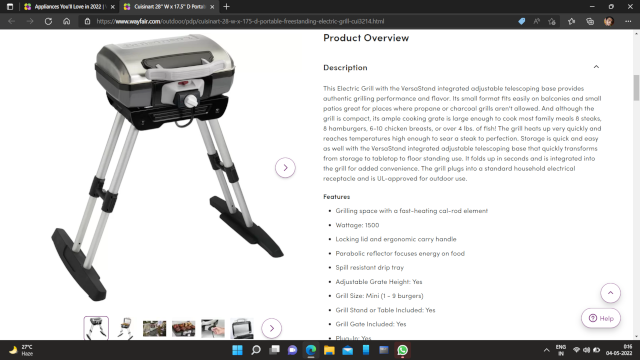 Appliances You'll Love in 2022 |
Cuisinart 28" W x 17.5" D Portab
https://www.wayfair.com/outdoor/pdp/cuisinart-28-w-x-175-d-portable-freestanding-electric-grill-cui3214.html
Product Overview
Description
This Electric Grill with the VersaStand integrated adjustable telescoping base provides
authentic grilling performance and flavor. Its small format fits easily on balconies and small
patios great for places where propane or charcoal grills aren't allowed. And although the
grill is compact, its ample cooking grate is large enough to cook most family meals 6 steaks,
8 hamburgers, 6-10 chicken breasts, or over 4 lbs. of fish! The grill heats up very quickly and
reaches temperatures high enough to sear a steak to perfection. Storage is quick and easy
as well with the VersaStand integrated adjustable telescoping base that quickly transforms
from storage to tabletop to floor standing use. It folds up in seconds and is integrated into
the grill for added convenience. The grill plugs into a standard household electrical
receptacle and is UL-approved for outdoor use.
Features
• Grilling space with a fast-heating cal-rod element
• Wattage: 1500
• Locking lid and ergonomic carry handle
• Parabolic reflector focuses energy on food
• Spill resistant drip tray
• Adjustable Grate Height: Yes
• Grill Size: Mini (1 - 9 burgers)
• Grill Stand or Table Included: Yes
• Grill Gate Included: Yes
• Plug-In: Yes
Help
27°C
Haze
ENG
IN
0:16
04-05-2022